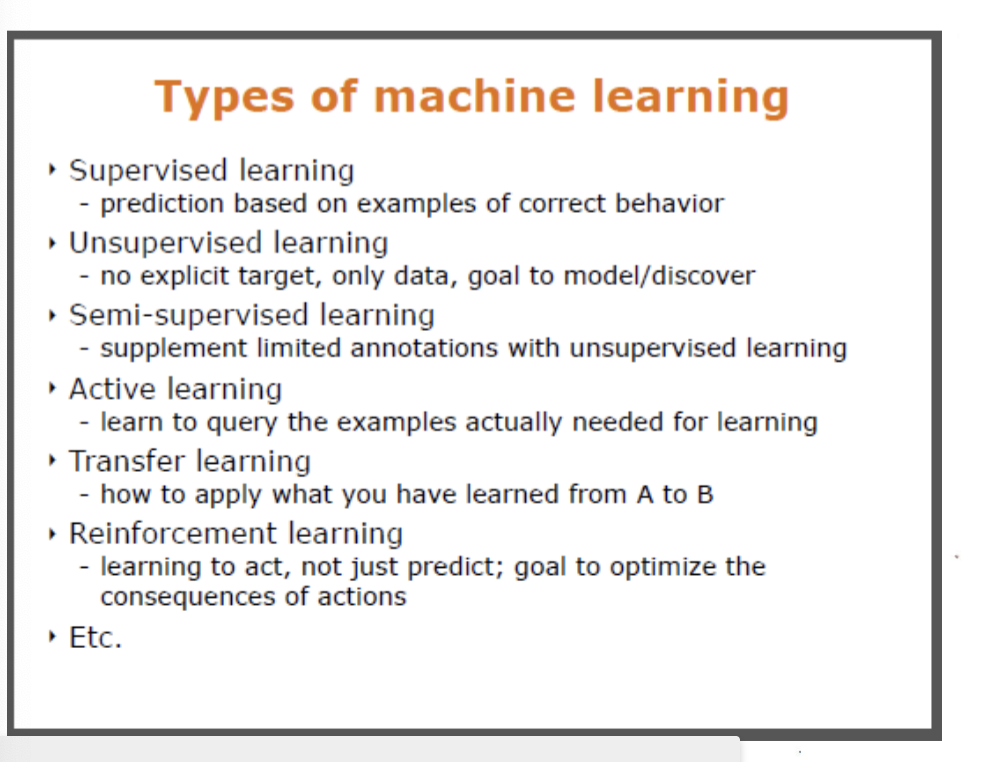 Types of machine learning
‣ Supervised learning
- prediction based on examples of correct behavior
‣ Unsupervised learning
- no explicit target, only data, goal to model/discover
‣ Semi-supervised learning
- supplement limited annotations with unsupervised learning
‣ Active learning
- learn to query the examples actually needed for learning
‣ Transfer learning
- how to apply what you have learned from A to B
‣ Reinforcement learning
- learning to act, not just predict; goal to optimize the
consequences of actions
‣ Etc.